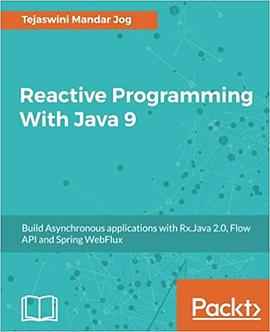 Tejaswini Mandar Jog
Reactive Programming
With Java 9
Build Asynchronous applications with Rx.Java 2.0, Flow
API and Spring WebFlux
Packt>